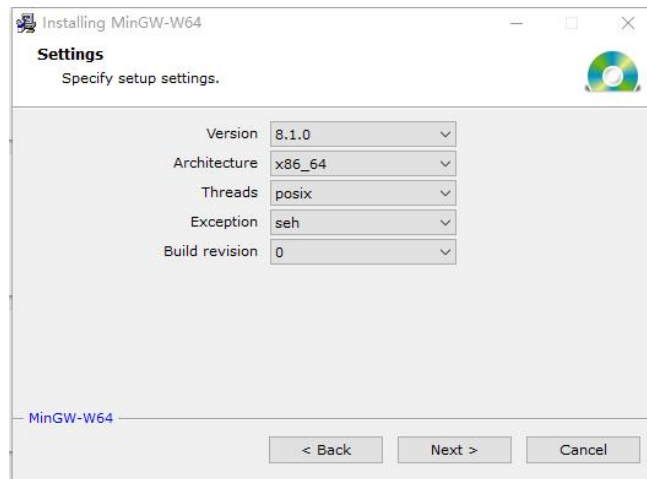 Installing MinGW-W64
Settings
Specify setup settings.
Version 8.1.0
Architecture x86_64
Threads posix
Exception seh
Build revision 0
MinGW-W64
< Back Next > Cancel